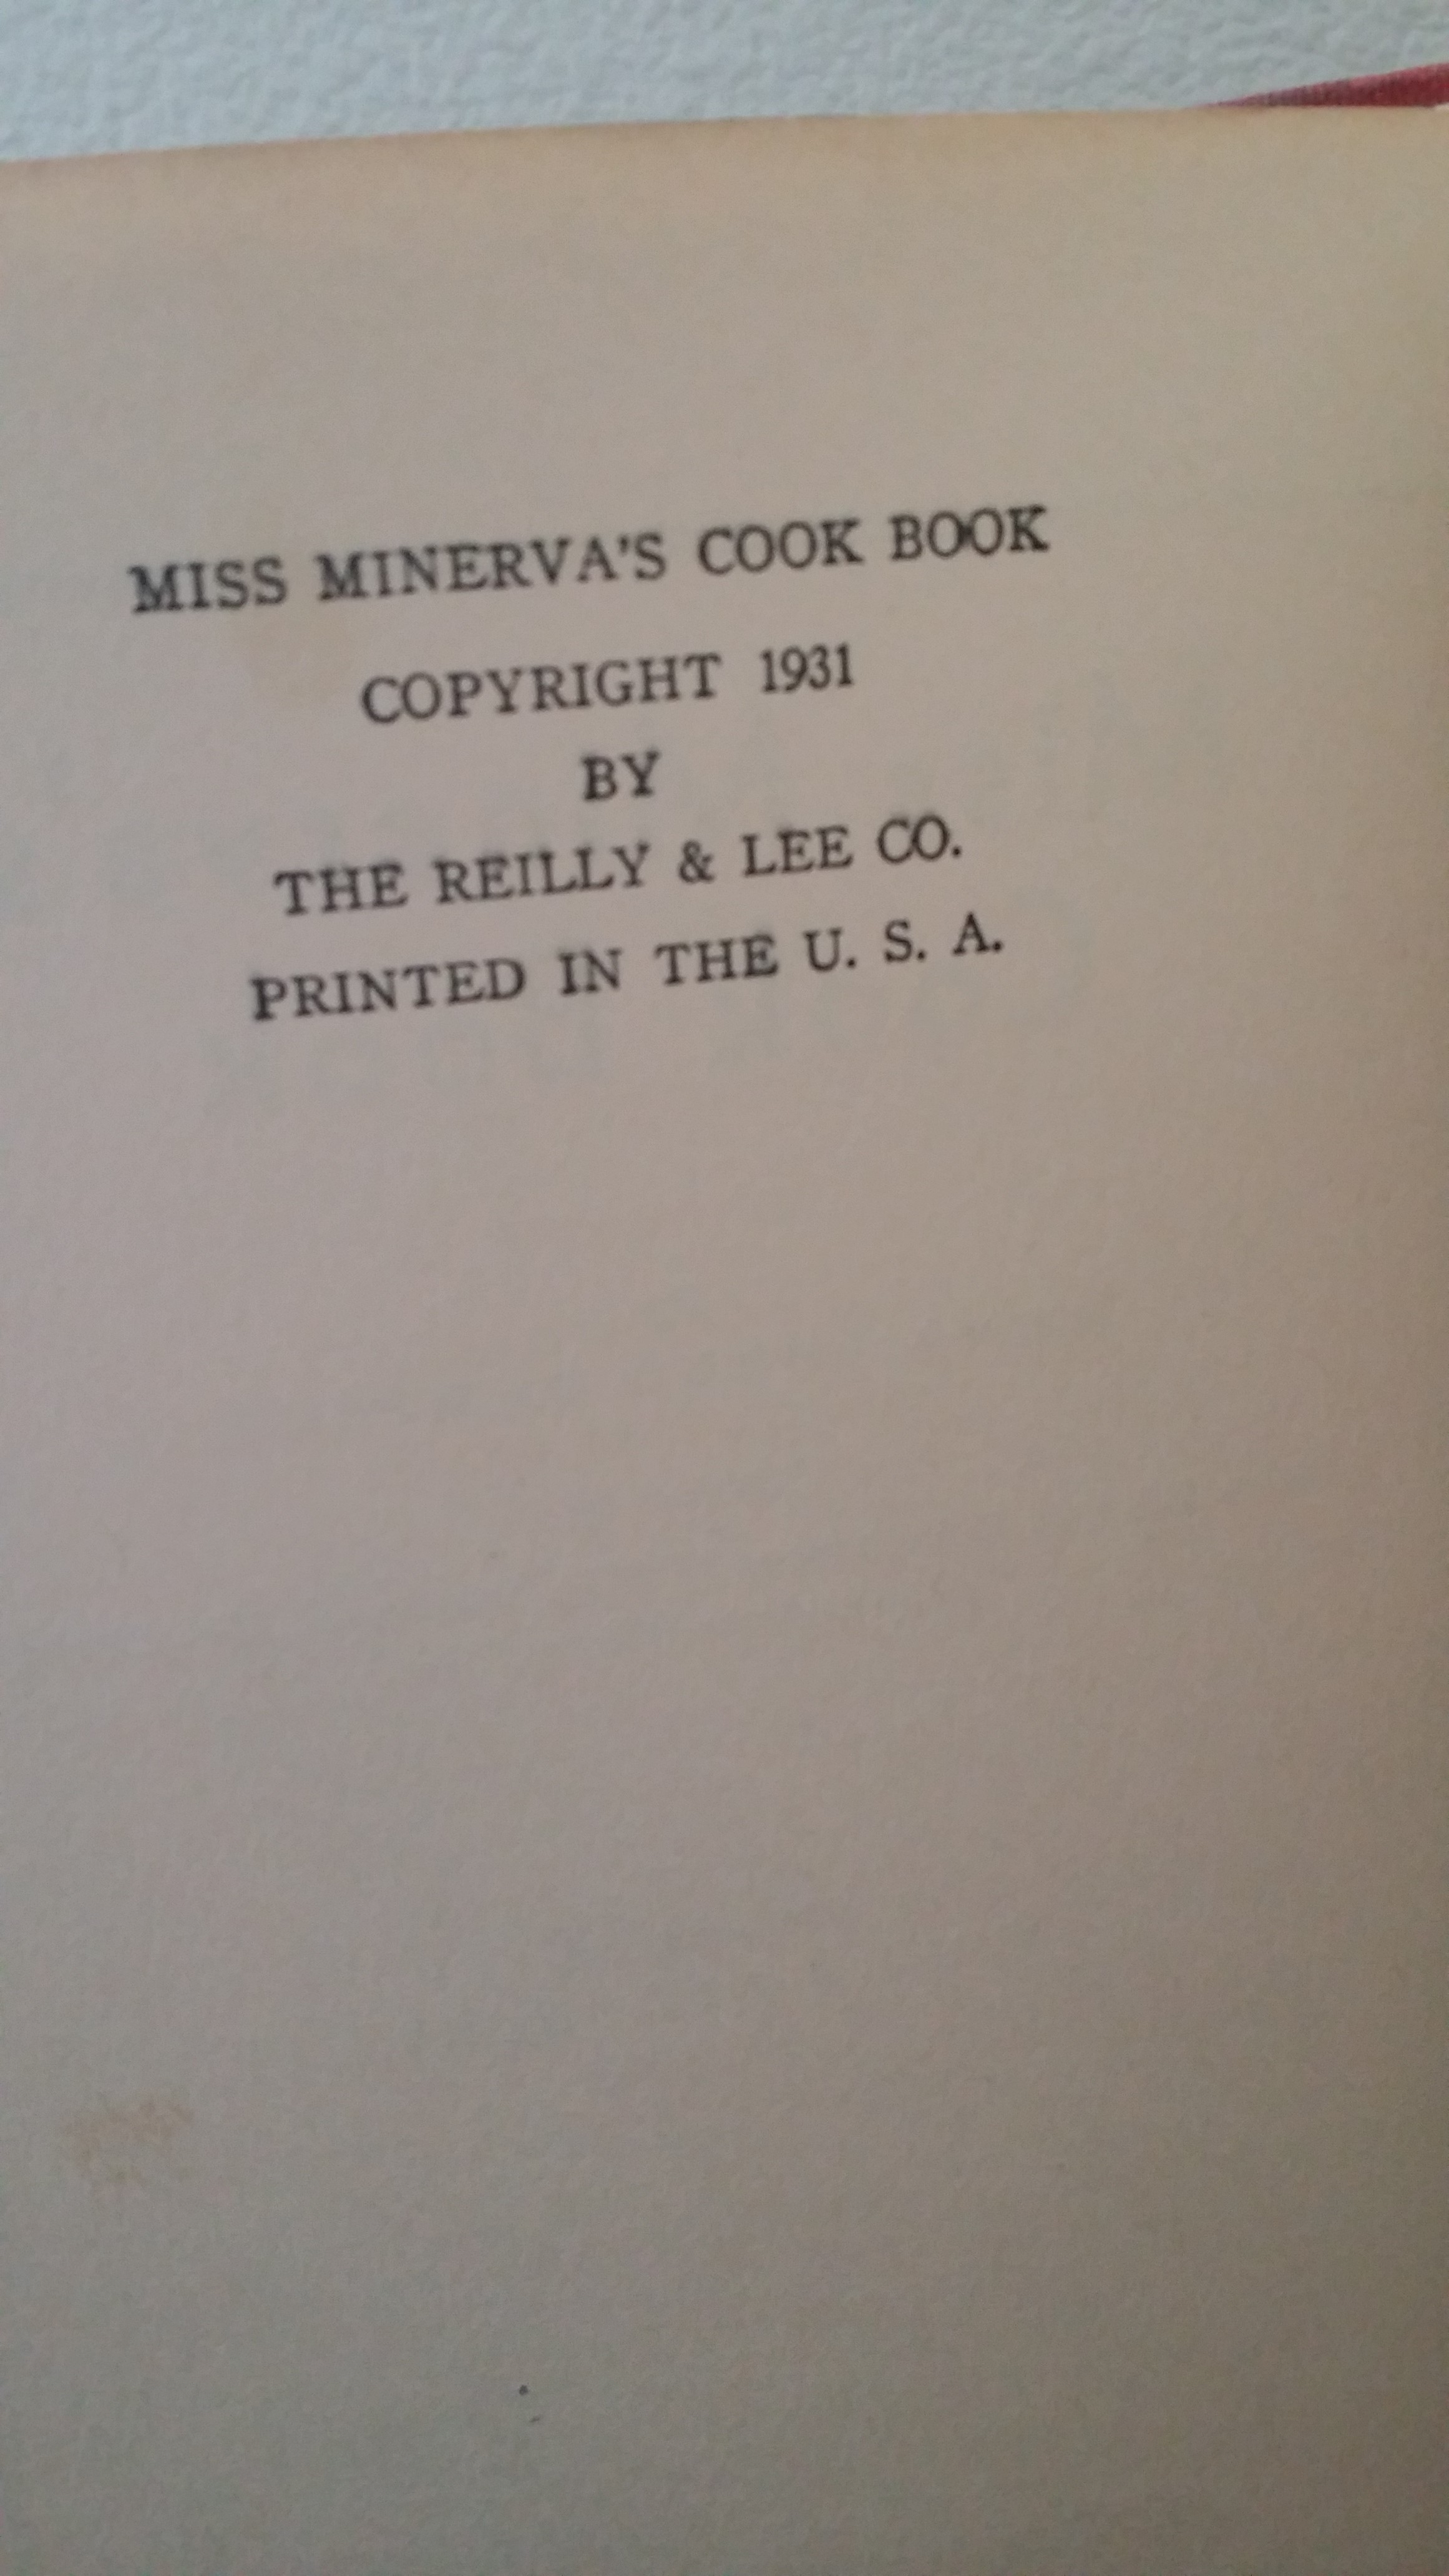 MISS MINERVA'S COOK BOOK
COPYRIGHT 1931
BY
THE REILLY & LEE CO.
PRINTED IN THE U. S. A.